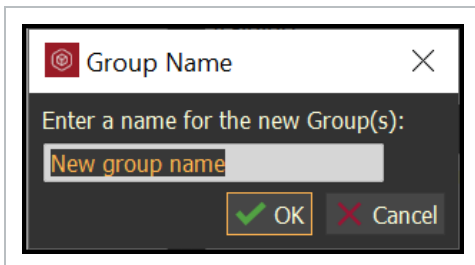 Group Name
Enter a name for the new Group(s):
New group name
OK Cancel